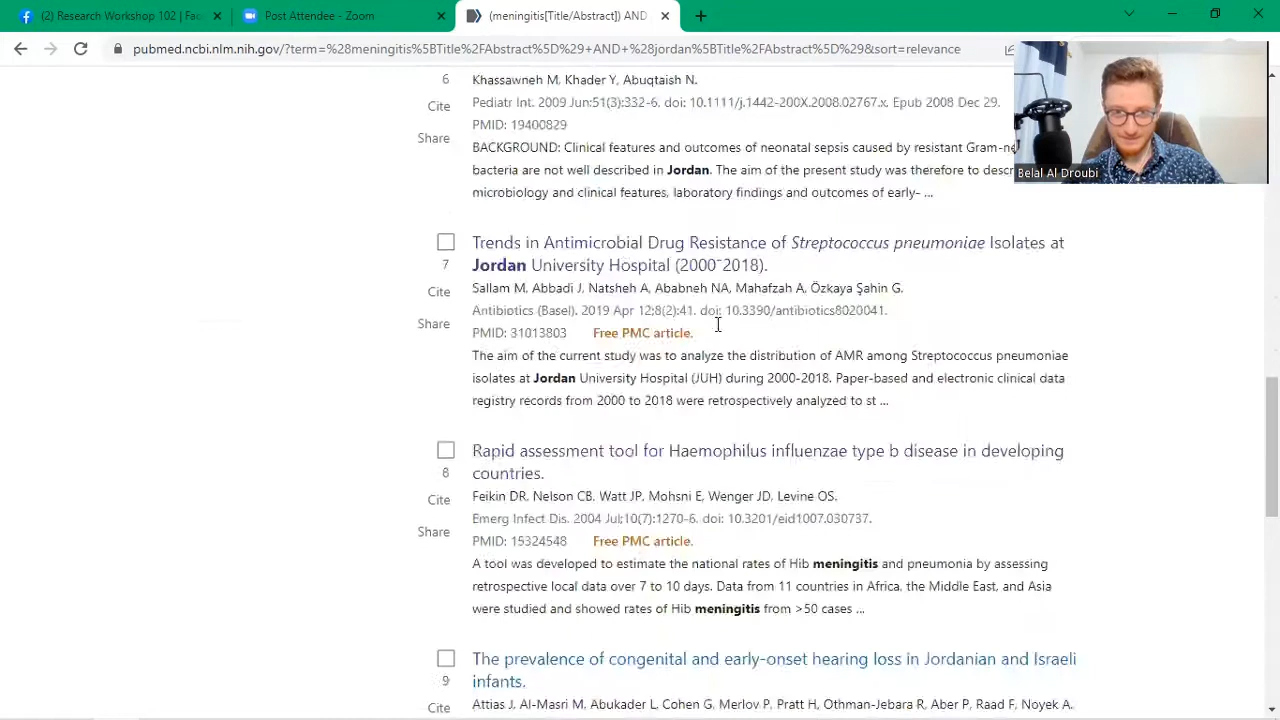 (2) Research Workshop 102 | Fac
Post Attendee - Zoom
(meningitis[Title/Abstract]) AND
pubmed.ncbi.nlm.nih.gov/?term=%28meningitis%5BTitle%2FAbstract%5D%29+AND+%28jordan%5BTitle%2FAbstract%5D%29&sort=relevance
Belal Al Droubi
6
Cite
Share
Khassawneh M, Khader Y, Abuqtaish N.
Pediatr Int. 2009 Jun;51(3):332-6. doi: 10.1111/j.1442-200X.2008.02767.x. Epub 2008 Dec 29.
PMID: 19400829
BACKGROUND: Clinical features and outcomes of neonatal sepsis caused by resistant Gram-ne
bacteria are not well described in Jordan. The aim of the present study was therefore to desc
microbiology and clinical features, laboratory findings and outcomes of early- ...
7
Cite
Share
Trends in Antimicrobial Drug Resistance of Streptococcus pneumoniae Isolates at
Jordan University Hospital (2000⁻2018).
Sallam M, Abbadi J, Natsheh A, Ababneh NA, Mahafzah A, Özkaya Şahin G.
Antibiotics (Basel). 2019 Apr 12;8(2):41. doi: 10.3390/antibiotics8020041.
PMID: 31013803 Free PMC article.
The aim of the current study was to analyze the distribution of AMR among Streptococcus pneumoniae
isolates at Jordan University Hospital (JUH) during 2000-2018. Paper-based and electronic clinical data
registry records from 2000 to 2018 were retrospectively analyzed to st ...
8
Cite
Share
Rapid assessment tool for Haemophilus influenzae type b disease in developing
countries.
Feikin DR, Nelson CB, Watt JP, Mohsni E, Wenger JD, Levine OS.
Emerg Infect Dis. 2004 Jul;10(7):1270-6. doi: 10.3201/eid1007.030737.
PMID: 15324548 Free PMC article.
A tool was developed to estimate the national rates of Hib meningitis and pneumonia by assessing
retrospective local data over 7 to 10 days. Data from 11 countries in Africa, the Middle East, and Asia
were studied and showed rates of Hib meningitis from >50 cases ...
9
Cite
The prevalence of congenital and early-onset hearing loss in Jordanian and Israeli
infants.
Attias J, Al-Masri M, Abukader L, Cohen G, Merlov P, Pratt H, Othman-Jebara R, Aber P, Raad F, Noyek A.